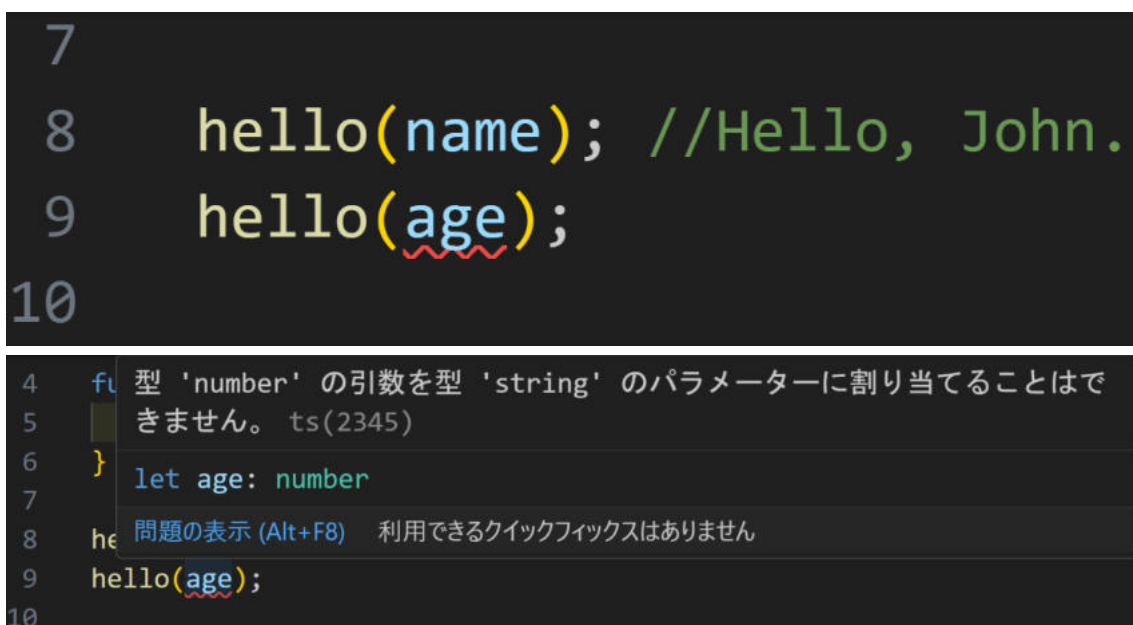 7
8 hello(name); //Hello, John.
9 hello(age);
10
4 fu 型 'number' の引数を型 'string' のパラメーターに割り当てることはで
5 きません。 ts(2345)
6 }
let age: number
7
8 he 問題の表示 (Alt+F8) 利用できるクイックフィックスはありません
9 hello(age);
10